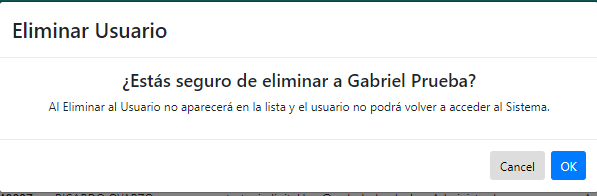 Eliminar Usuario
¿Estás seguro de eliminar a Gabriel Prueba?
Al Eliminar al Usuario no aparecerá en la lista y el usuario no podrá volver a acceder al Sistema.
Cancel OK